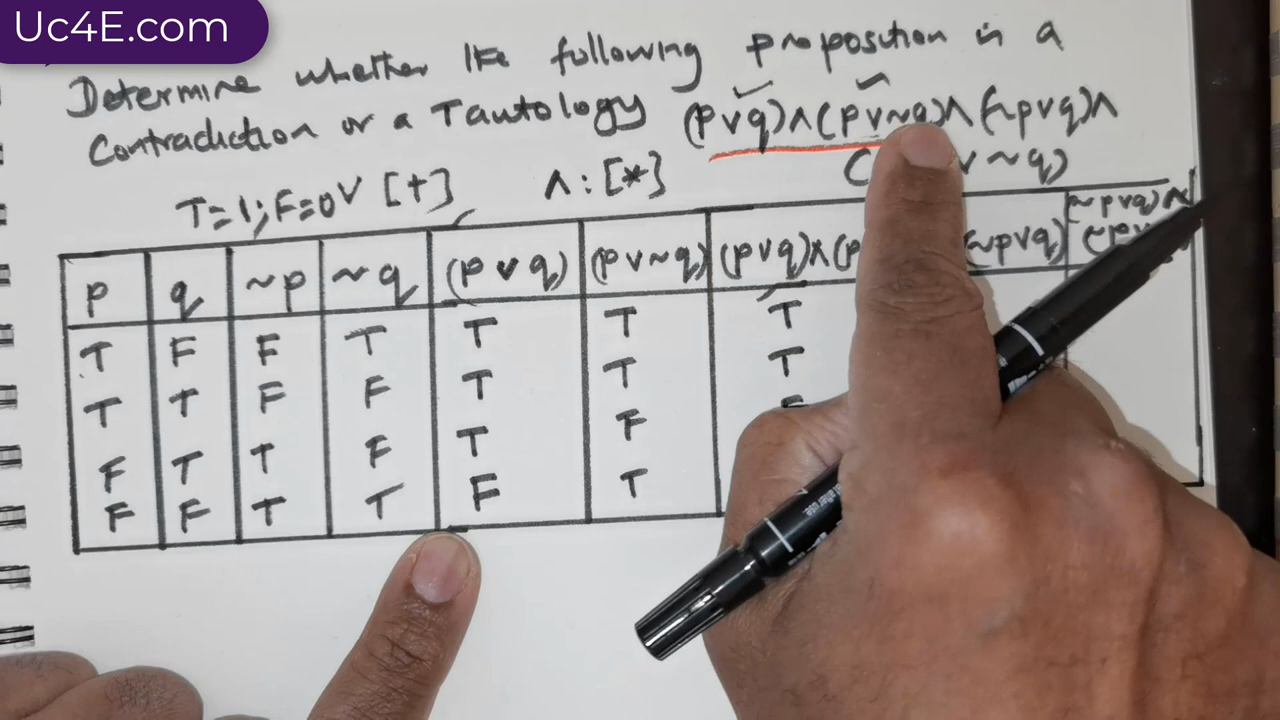 Uc4E.com
Determine whether the following proposition is a
Contradiction or a Tautology (p∨q)∧(p∨~q)∧(~p∨q)∧
( ∨ ~q)
T=1; F=0 ∨ [+] ∧ : [*]
p q ~p ~q (p ∨ q) (p ∨ ~q) (p∨q)∧(p ~p∨q) (~p∨q)∧
T F F T T T T
T T F F T T T
F T T F T F
F F T T F T